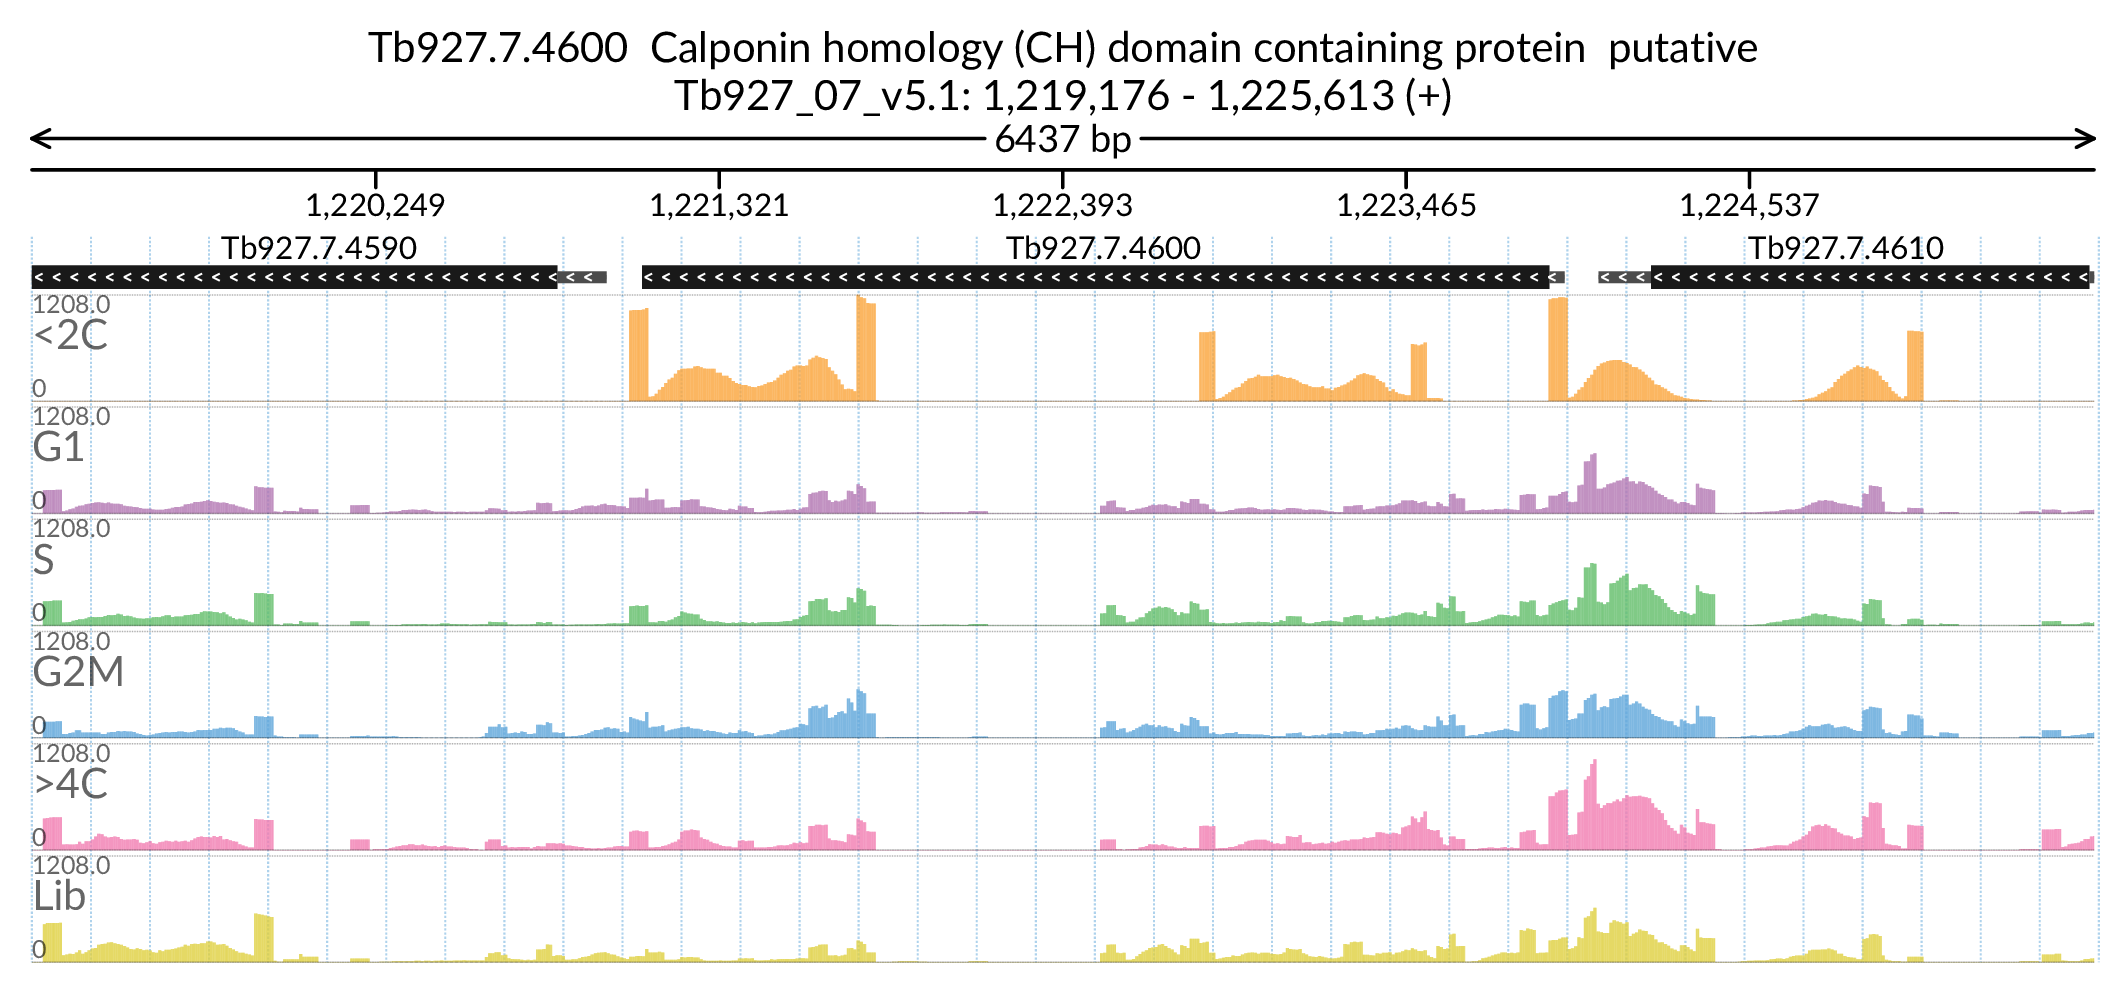 Tb927.7.4600  Calponin homology (CH) domain containing protein  putative
Tb927_07_v5.1: 1,219,176 - 1,225,613 (+)
6437 bp
1,220,249 1,221,321 1,222,393 1,223,465 1,224,537
Tb927.7.4590 Tb927.7.4600 Tb927.7.4610
1208.0
<2C
0
1208.0
G1
0
1208.0
S
0
1208.0
G2M
0
1208.0
>4C
0
1208.0
Lib
0